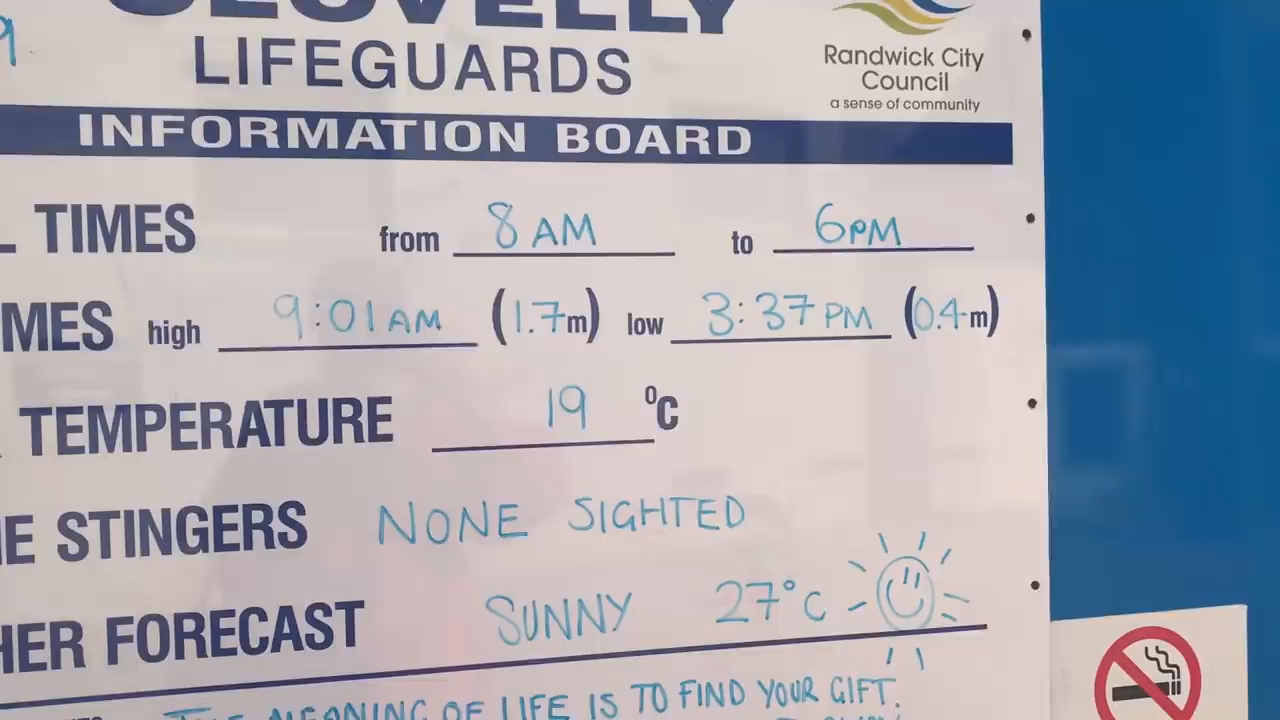 CLOVELLY
LIFEGUARDS
Randwick City
Council
a sense of community
INFORMATION BOARD
TIMES from 8 AM to 6PM
MES high 9:01 AM (1.7m) low 3:37 PM (0.4m)
TEMPERATURE 19 °C
E STINGERS NONE SIGHTED
HER FORECAST SUNNY 27°C
MEANING OF LIFE IS TO FIND YOUR GIFT.